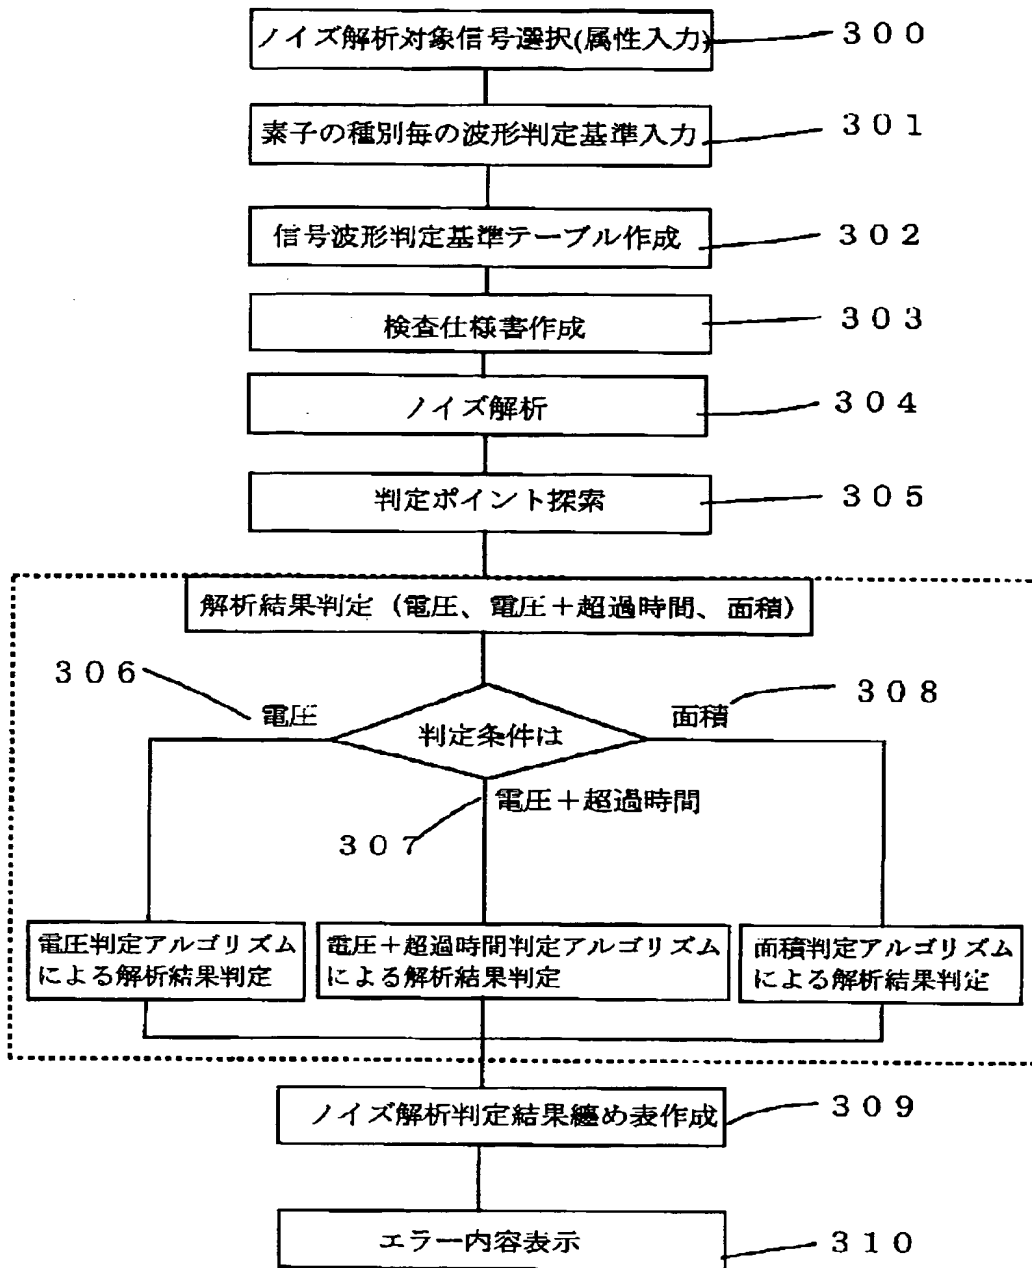 ノイズ解析対象信号選択(属性入力)
300
素子の種別毎の波形判定基準入力
301
信号波形判定基準テーブル作成
302
検査仕様書作成
303
ノイズ解析
304
判定ポイント探索
305
解析結果判定（電圧、電圧＋超過時間、面積）
306
電圧
判定条件は
面積
308
電圧＋超過時間
307
電圧判定アルゴリズム
による解析結果判定
電圧＋超過時間判定アルゴリズム
による解析結果判定
面積判定アルゴリズム
による解析結果判定
ノイズ解析判定結果纏め表作成
309
エラー内容表示
310